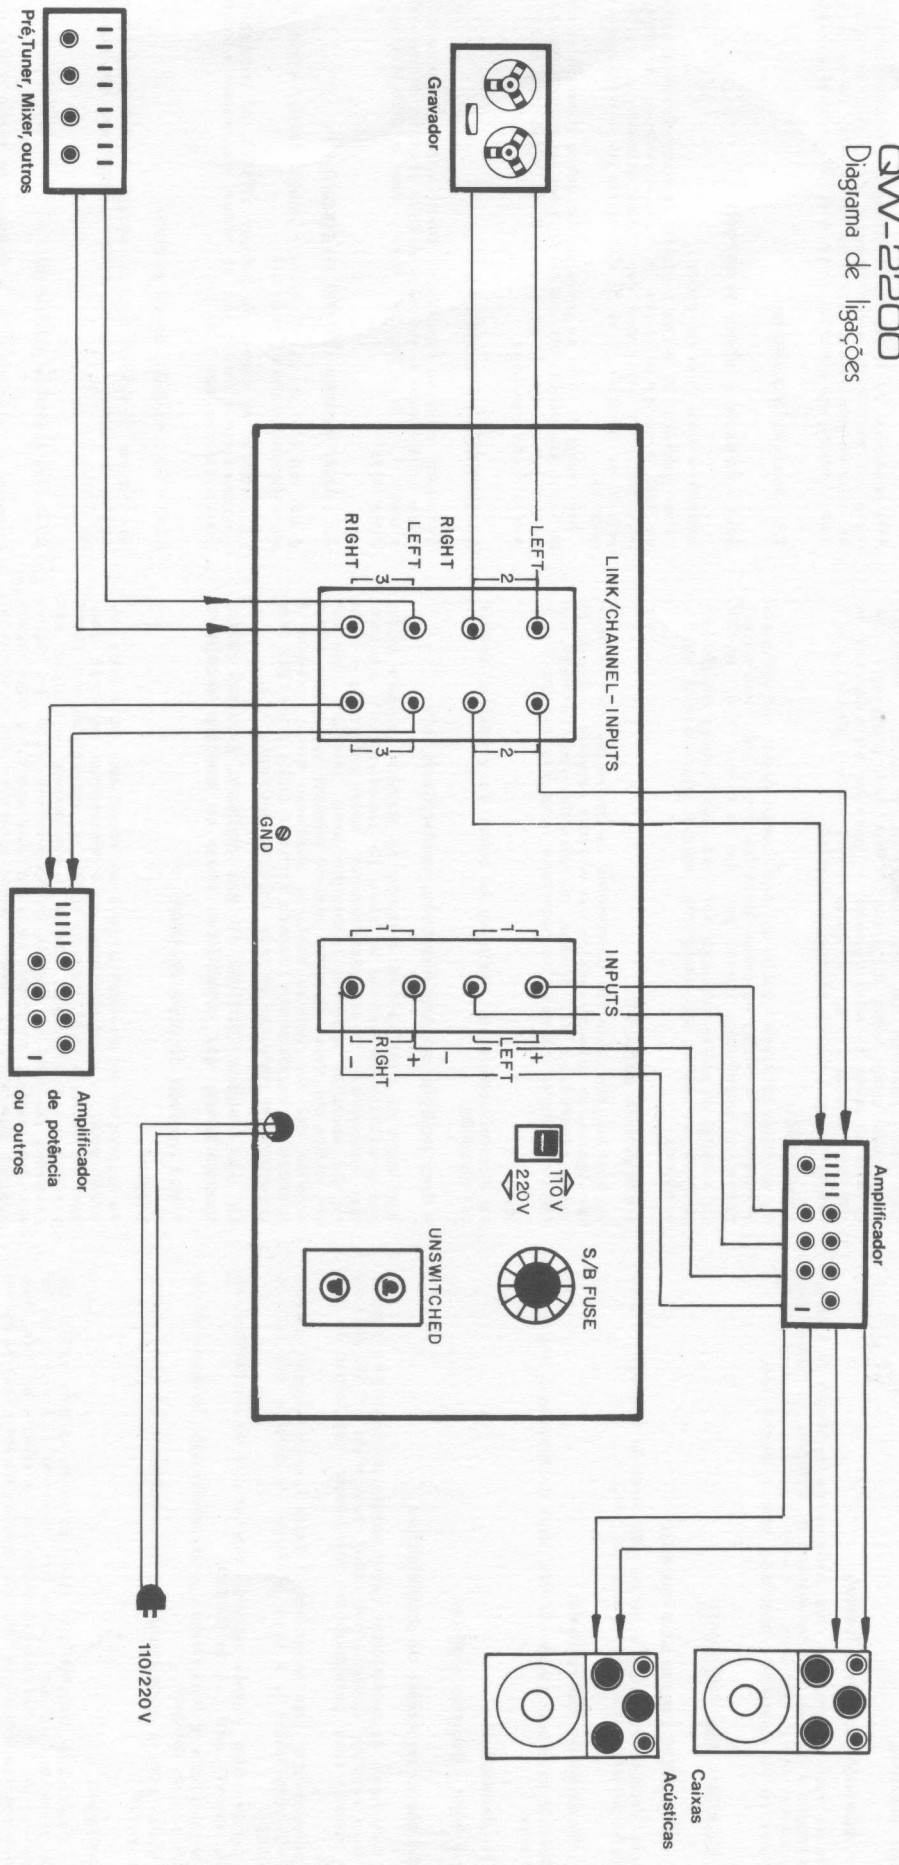 QW-2200
Diagrama de ligações
Gravador
Pré,Tuner, Mixer, outros
LINK/CHANNEL-INPUTS
LEFT
RIGHT
LEFT
RIGHT
2
3
2
3
GND
INPUTS
1
1
+
LEFT
-
+
RIGHT
-
110V
220V
S/B FUSE
UNSWITCHED
Amplificador
Amplificador
de potência
ou outros
110/220V
Caixas
Acústicas